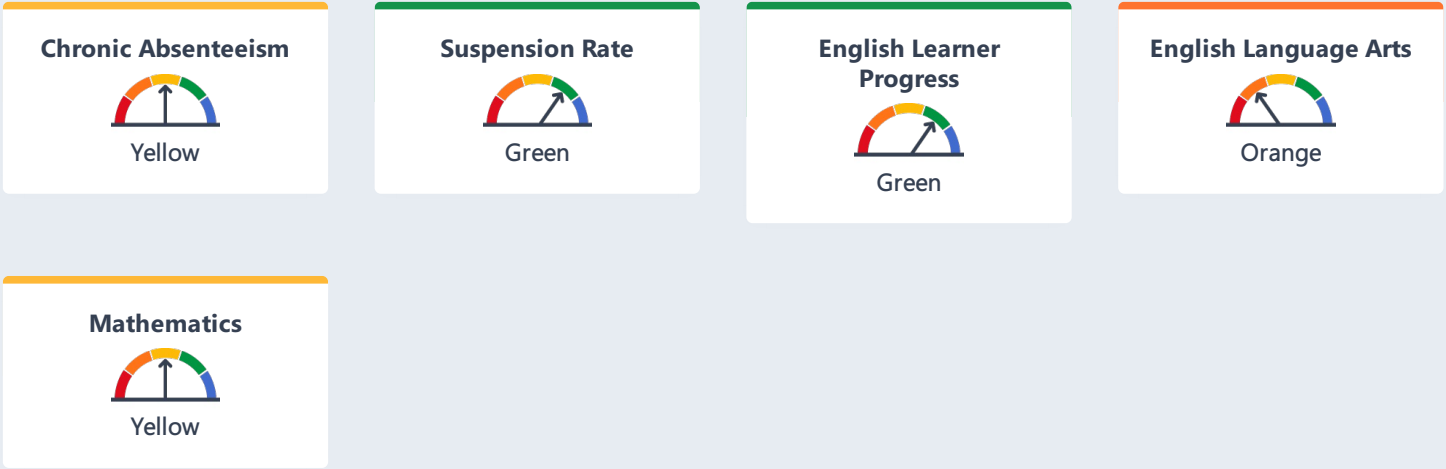 Chronic Absenteeism
Yellow
Suspension Rate
Green
English Learner
Progress
Green
English Language Arts
Orange
Mathematics
Yellow